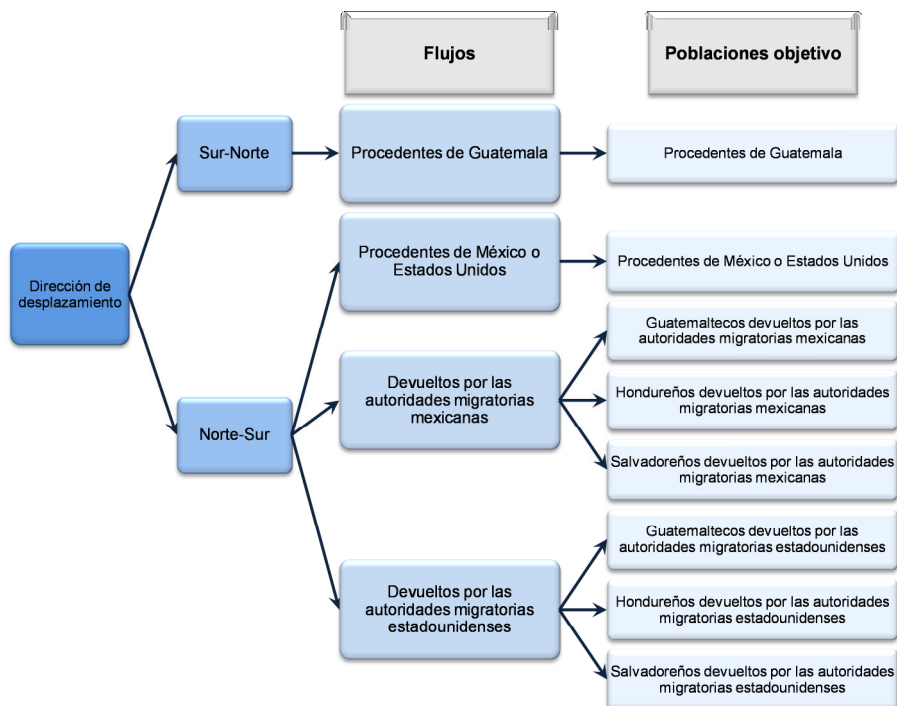 Flujos
Poblaciones objetivo
Sur-Norte
Procedentes de Guatemala
Procedentes de Guatemala
Dirección de
desplazamiento
Procedentes de México o
Estados Unidos
Procedentes de México o Estados Unidos
Norte-Sur
Devueltos por las
autoridades migratorias
mexicanas
Guatemaltecos devueltos por las
autoridades migratorias mexicanas
Hondureños devueltos por las autoridades
migratorias mexicanas
Salvadoreños devueltos por las autoridades
migratorias mexicanas
Devueltos por las
autoridades migratorias
estadounidenses
Guatemaltecos devueltos por las
autoridades migratorias estadounidenses
Hondureños devueltos por las autoridades
migratorias estadounidenses
Salvadoreños devueltos por las autoridades
migratorias estadounidenses